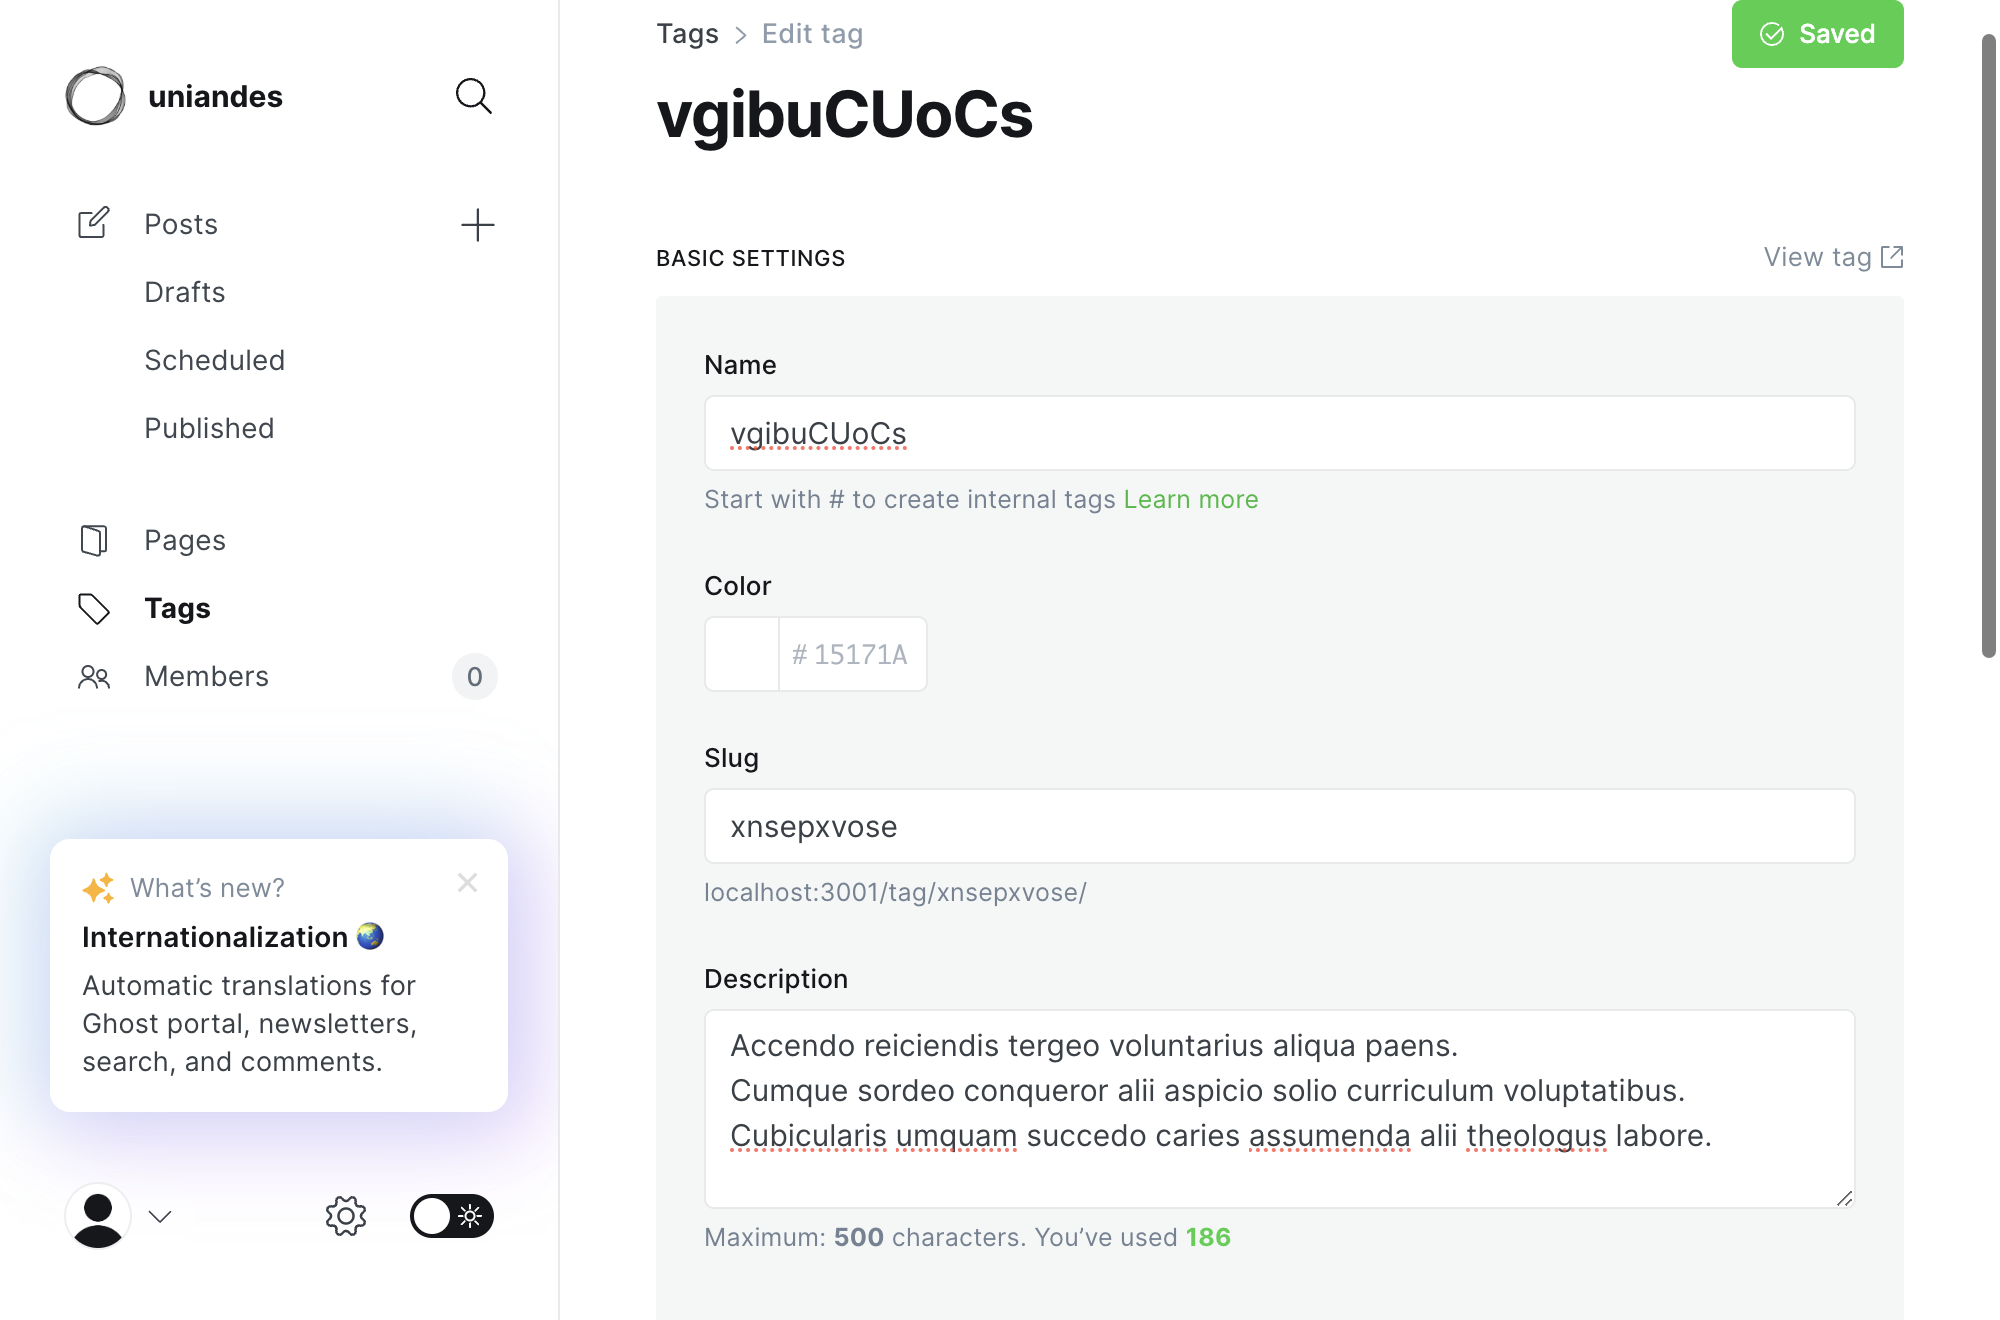 uniandes
Posts
Drafts
Scheduled
Published
Pages
Tags
Members
0
What’s new?
Internationalization
Automatic translations for
Ghost portal, newsletters,
search, and comments.
Tags > Edit tag
Saved
vgibuCUoCs
BASIC SETTINGS
View tag
Name
vgibuCUoCs
Start with # to create internal tags Learn more
Color
# 15171A
Slug
xnsepxvose
localhost:3001/tag/xnsepxvose/
Description
Accendo reiciendis tergeo voluntarius aliqua paens.
Cumque sordeo conqueror alii aspicio solio curriculum voluptatibus.
Cubicularis umquam succedo caries assumenda alii theologus labore.
Maximum: 500 characters. You’ve used 186